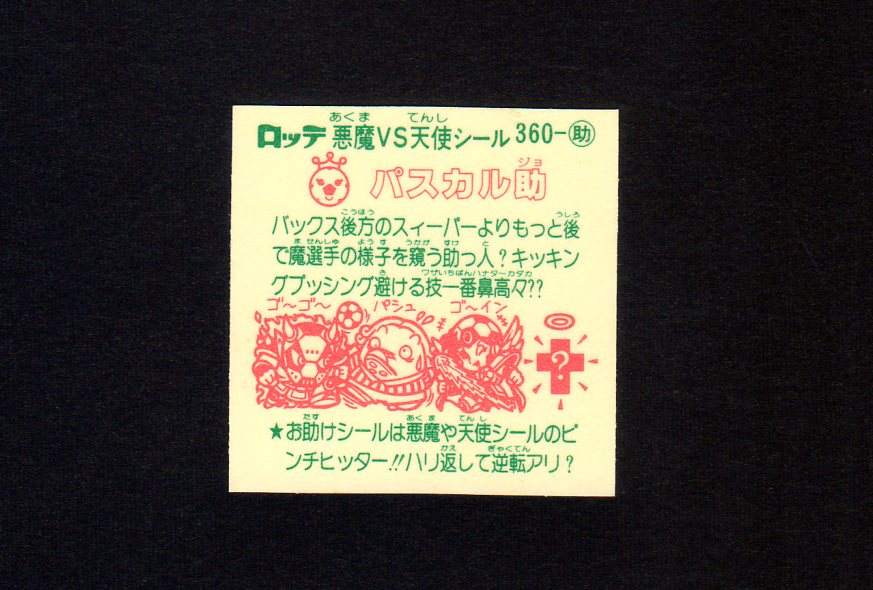 あくま てんし
ロッテ 悪魔VS天使シール 360-助
ジョ
パスカル助
こうほう うしろ
バックス後方のスィーパーよりもっと後
ません​しゅ ようす うかが すけ と
で魔選手の様子を窺う助っ人?キッキン
さ ワザいちばんハナターカダカ
グプッシング避ける技一番鼻高々??
ゴ〜ゴ〜 パシュ ゴ〜イン
...
?
たす あくま てんし
★お助けシールは悪魔や天使シールのピ
かえ ぎゃくてん
ンチヒッター!!ハリ返して逆転アリ?